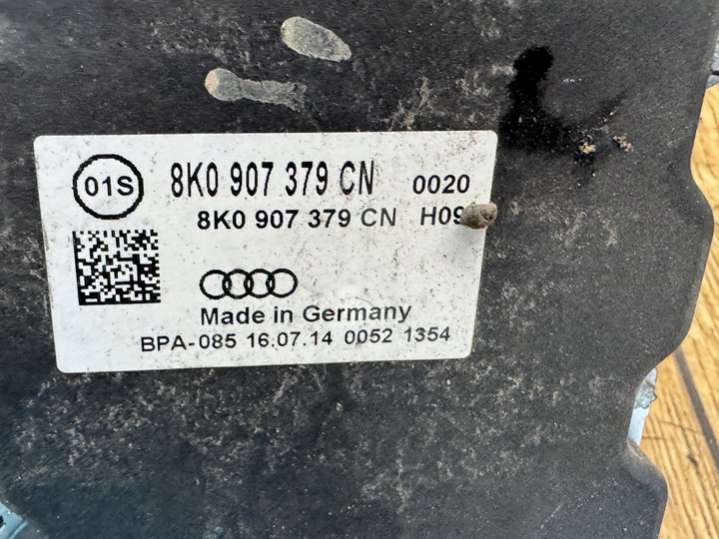 01S
8K0 907 379 CN 0020
8K0 907 379 CN H09
Made in Germany
BPA-085 16.07.14 0052 1354